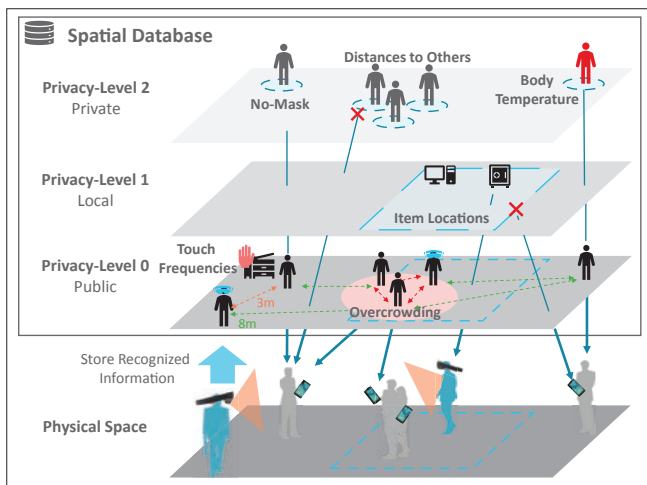 Spatial Database
Privacy-Level 2
Private
No-Mask
Distances to Others
Body
Temperature
Privacy-Level 1
Local
Item Locations
Privacy-Level 0
Public
Touch
Frequencies
3m
8m
Overcrowding
Store Recognized
Information
Physical Space